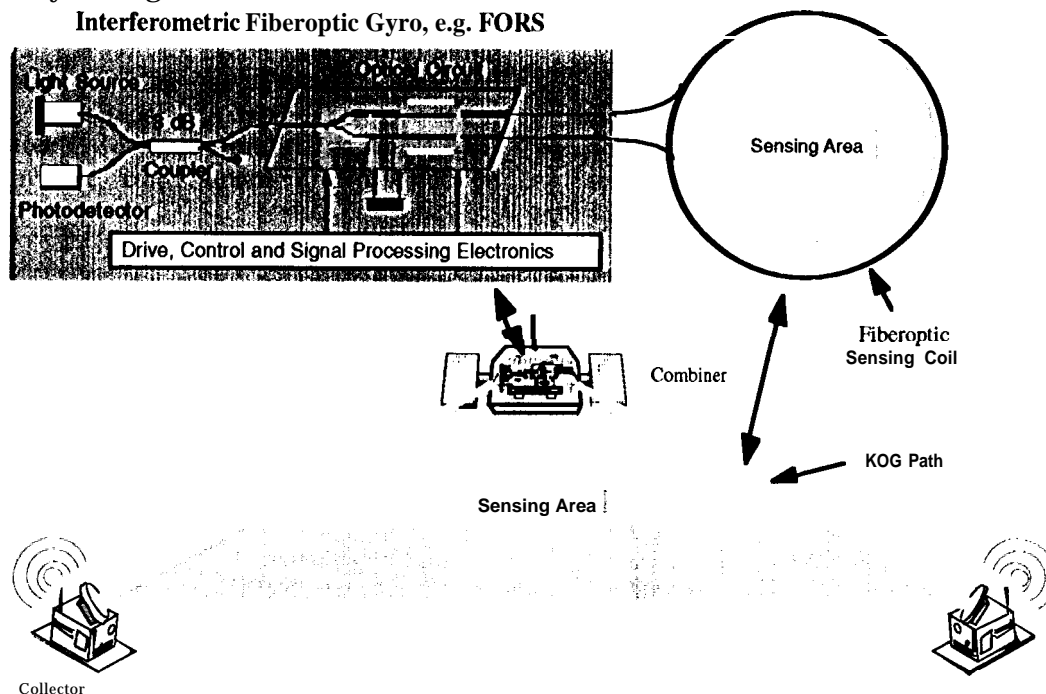 Interferometric Fiberoptic Gyro, e.g. FORS
Optical Circuit
Light Source
3 dB
Coupler
Photodetector
Drive, Control and Signal Processing Electronics
Sensing Area
Fiberoptic
Sensing Coil
Combiner
KOG Path
Sensing Area
Collector